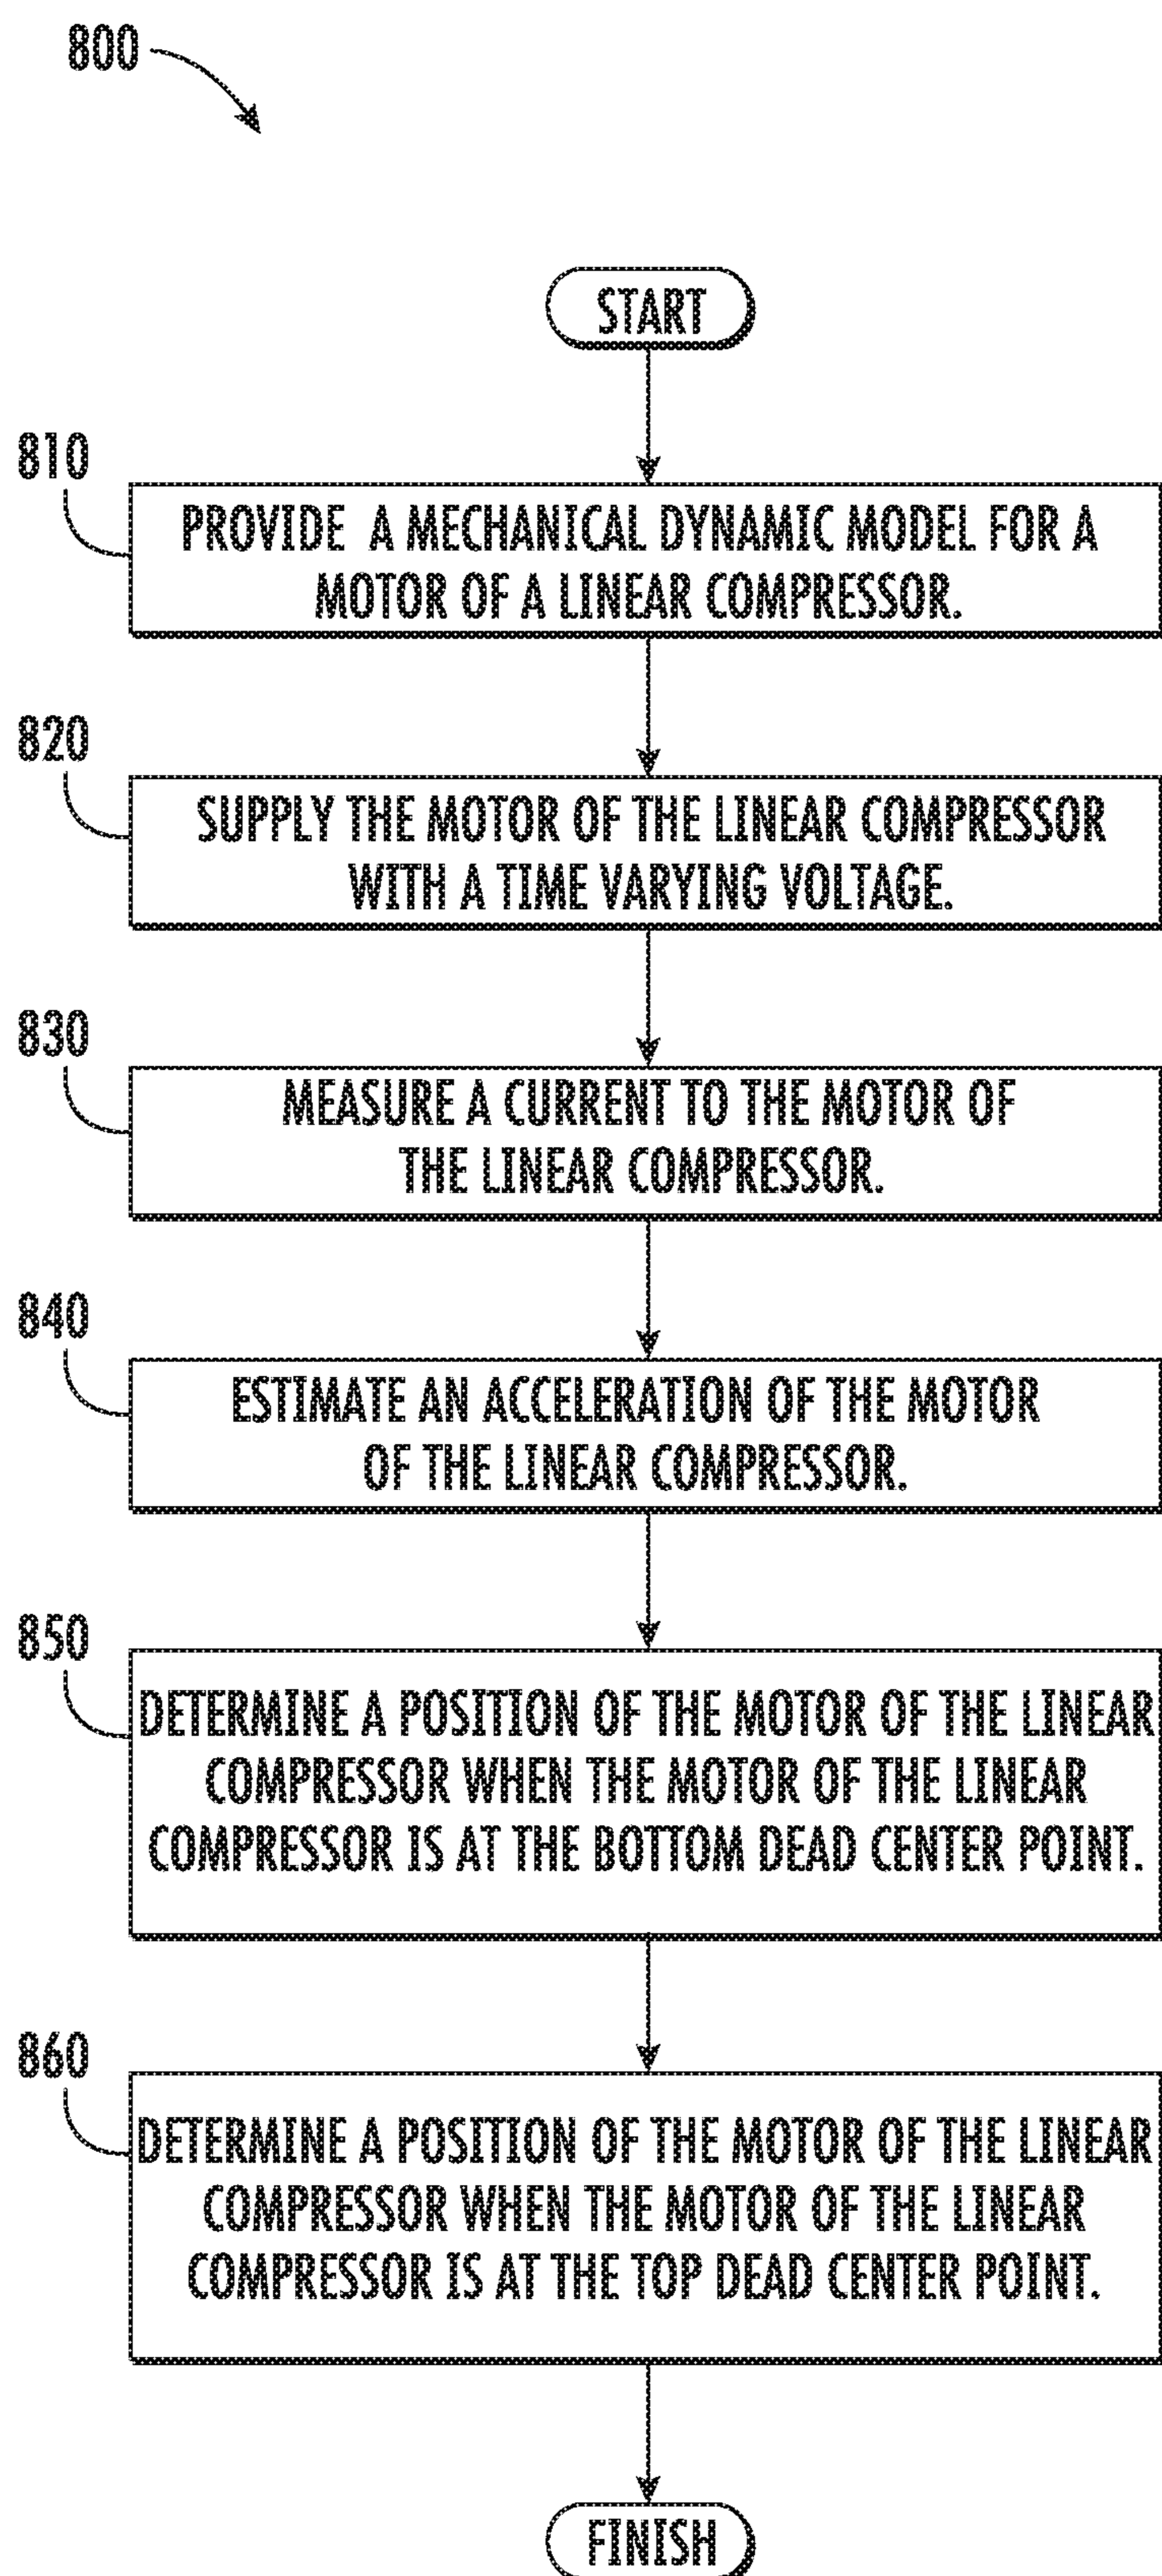 800
START
810
PROVIDE A MECHANICAL DYNAMIC MODEL FOR A
MOTOR OF A LINEAR COMPRESSOR.
820
SUPPLY THE MOTOR OF THE LINEAR COMPRESSOR
WITH A TIME VARYING VOLTAGE.
830
MEASURE A CURRENT TO THE MOTOR OF
THE LINEAR COMPRESSOR.
840
ESTIMATE AN ACCELERATION OF THE MOTOR
OF THE LINEAR COMPRESSOR.
850
DETERMINE A POSITION OF THE MOTOR OF THE LINEAR
COMPRESSOR WHEN THE MOTOR OF THE LINEAR
COMPRESSOR IS AT THE BOTTOM DEAD CENTER POINT.
860
DETERMINE A POSITION OF THE MOTOR OF THE LINEAR
COMPRESSOR WHEN THE MOTOR OF THE LINEAR
COMPRESSOR IS AT THE TOP DEAD CENTER POINT.
FINISH